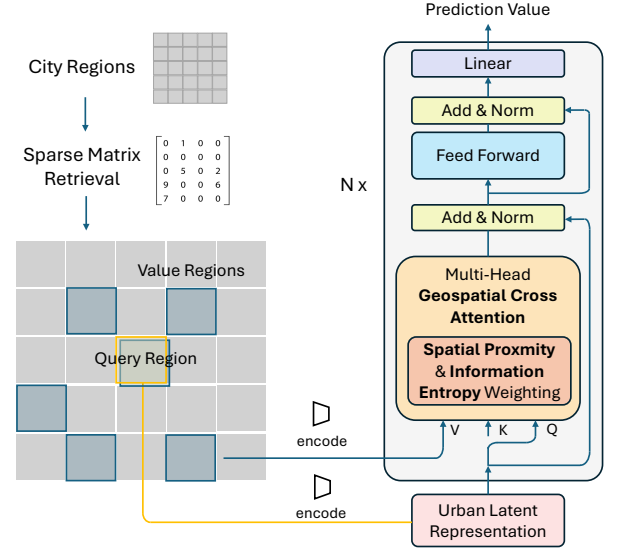 City Regions
Sparse Matrix
Retrieval
0 1 0 0
0 0 0 0
0 5 0 2
9 0 0 6
7 0 0 0
Value Regions
Query Region
encode
encode
Prediction Value
N x
Linear
Add & Norm
Feed Forward
Add & Norm
Multi-Head
Geospatial Cross
Attention
Spatial Proxmity
& Information
Entropy Weighting
V K Q
Urban Latent
Representation